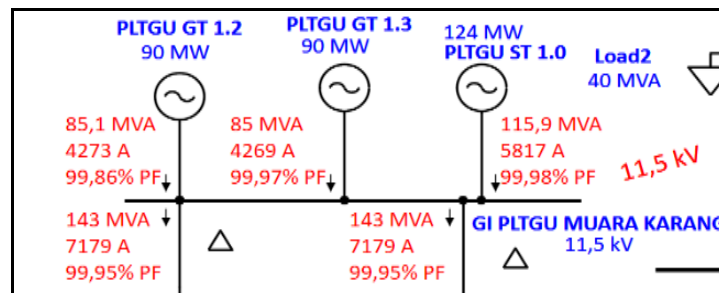 PLTGU GT 1.2
90 MW
PLTGU GT 1.3
90 MW
124 MW
PLTGU ST 1.0
Load2
40 MVA
85,1 MVA
4273 A
99,86% PF
85 MVA
4269 A
99,97% PF
115,9 MVA
5817 A
99,98% PF
11,5 kV
143 MVA
7179 A
99,95% PF
143 MVA
7179 A
99,95% PF
GI PLTGU MUARA KARANG
11,5 kV